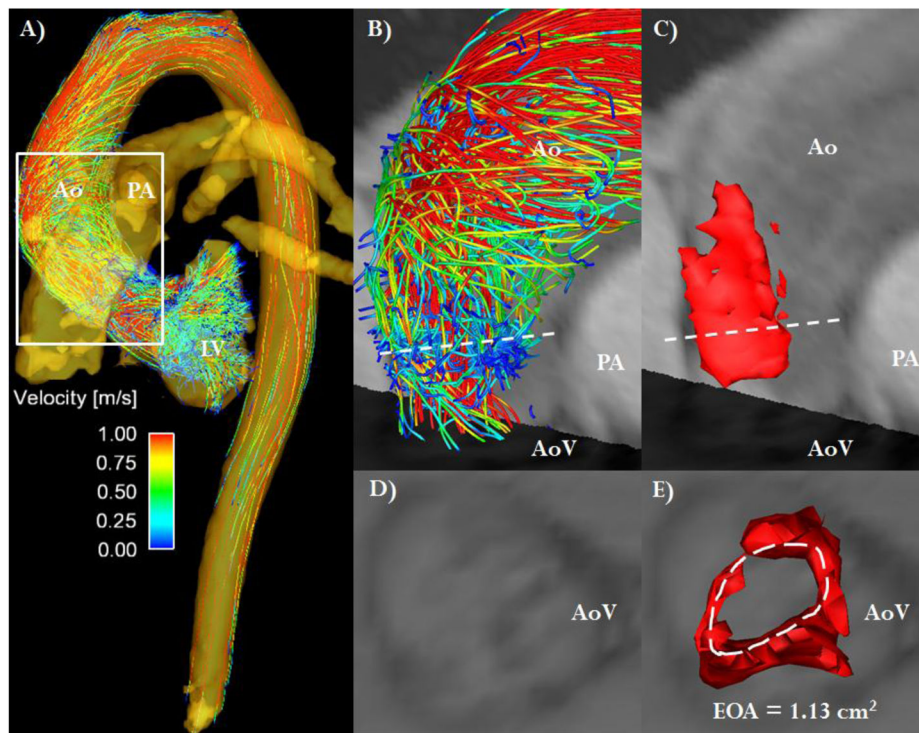 A)
Ao
PA
LV
Velocity [m/s]
1.00
0.75
0.50
0.25
0.00
B)
Ao
PA
AoV
C)
Ao
PA
AoV
D)
AoV
E)
AoV
EOA = 1.13 cm²